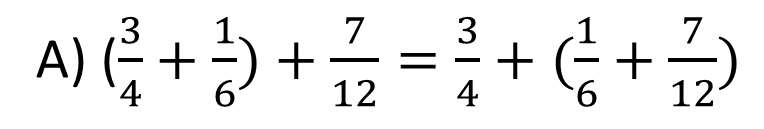 A) (3/4 + 1/6) + 7/12 = 3/4 + (1/6 + 7/12)